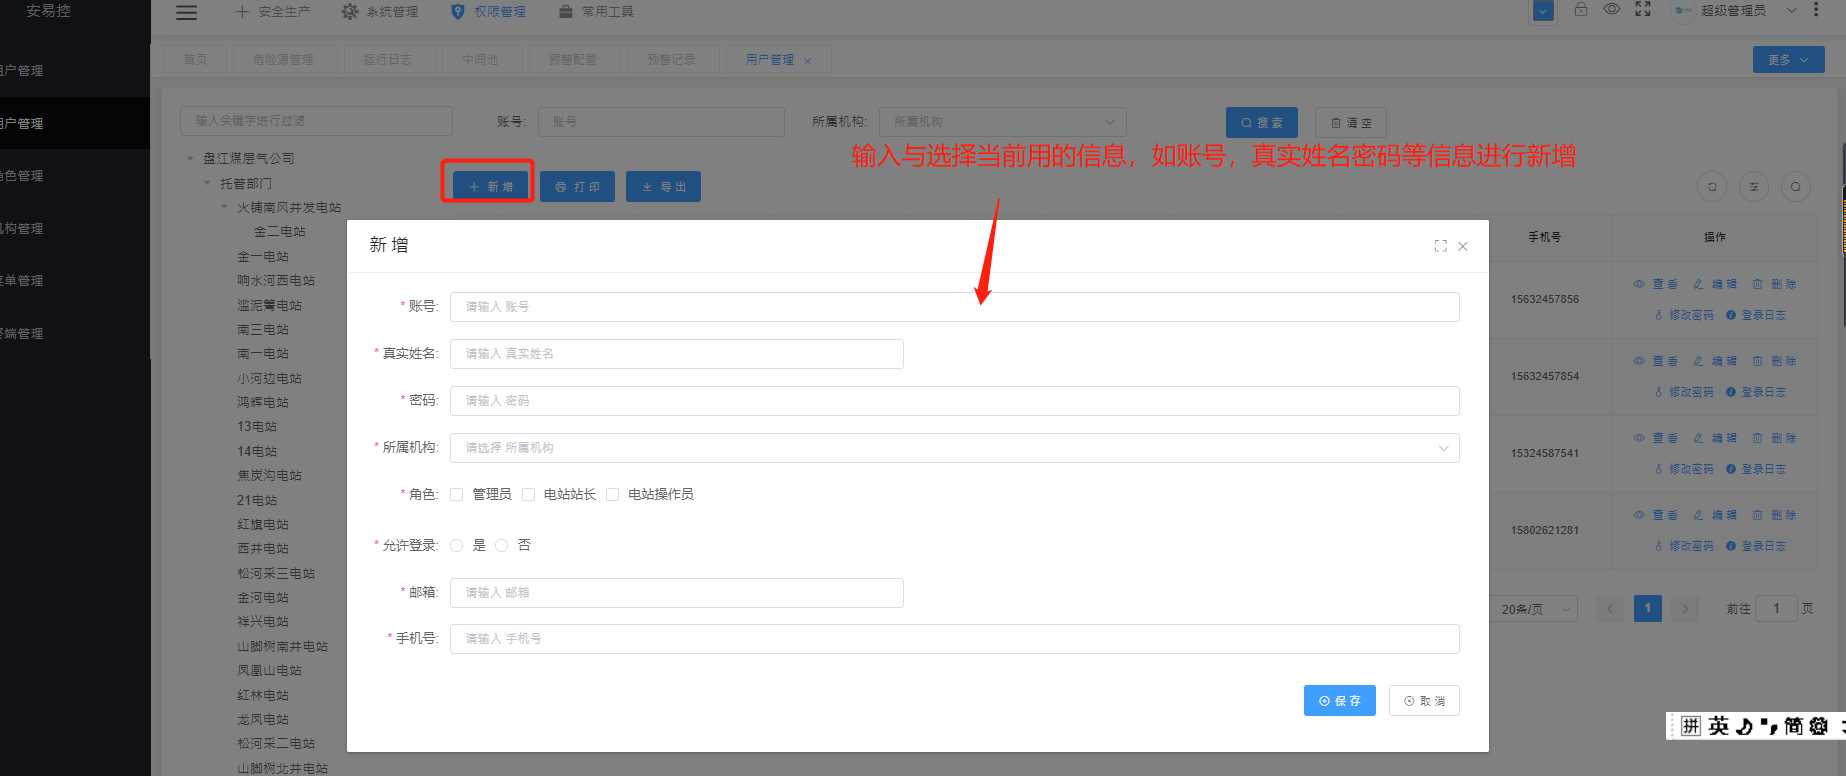 安易控
安全生产
系统管理
权限管理
常用工具
超级管理员
户管理
首页
危险源管理
运行日志
中间池
预警配置
预警记录
用户管理
更多
户管理
输入关键字进行过滤
账号:
账号
所属机构:
所属机构
搜 索
清 空
输入与选择当前用的信息，如账号，真实姓名密码等信息进行新增
角色管理
机构管理
菜单管理
终端管理
盘江煤层气公司
托管部门
火铺南风井发电站
金二电站
金一电站
响水河西电站
滥泥箐电站
南三电站
南一电站
小河边电站
鸿辉电站
13电站
14电站
焦炭沟电站
21电站
红旗电站
西井电站
松河采三电站
金河电站
祥兴电站
山脚树南井电站
凤凰山电站
红林电站
龙凤电站
松河采二电站
山脚树北井电站
新 增
打 印
导 出
手机号
操作
15632457856
查 看 编 辑 删 除
修改密码 登录日志
15632457854
查 看 编 辑 删 除
修改密码 登录日志
15324587541
查 看 编 辑 删 除
修改密码 登录日志
15802621281
查 看 编 辑 删 除
修改密码 登录日志
20条/页
1
前往 1 页
新 增
* 账号: 请输入 账号
* 真实姓名: 请输入 真实姓名
* 密码: 请输入 密码
* 所属机构: 请选择 所属机构
* 角色: 管理员 电站站长 电站操作员
* 允许登录: 是 否
* 邮箱: 请输入 邮箱
* 手机号: 请输入 手机号
保 存
取 消
拼 英 简